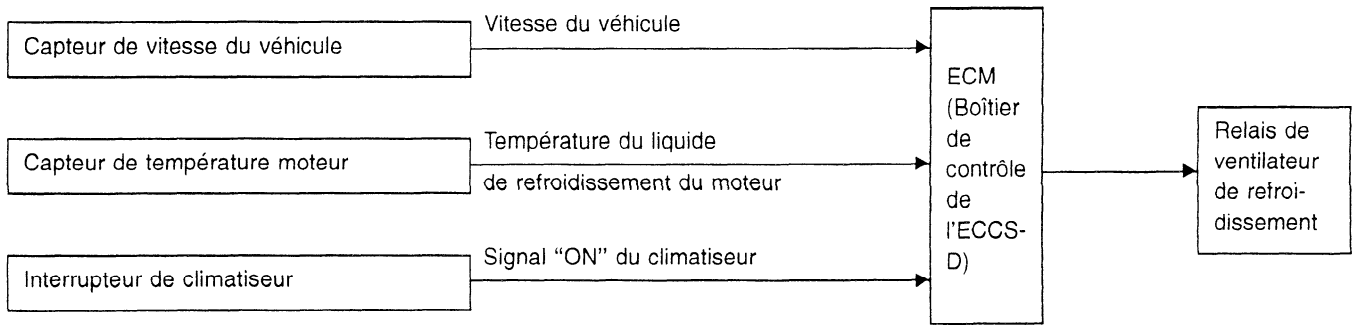 Capteur de vitesse du véhicule
Vitesse du véhicule
Capteur de température moteur
Température du liquide
de refroidissement du moteur
Interrupteur de climatiseur
Signal “ON” du climatiseur
ECM
(Boîtier
de
contrôle
de
l'ECCS-
D)
Relais de
ventilateur
de refroi-
dissement